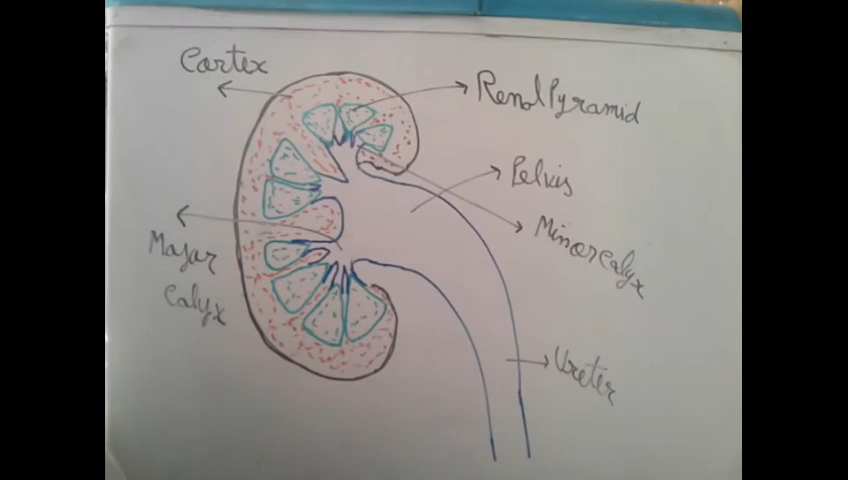 Cortex
Renal Pyramid
Pelvis
Minor Calyx
Major
Calyx
Ureter